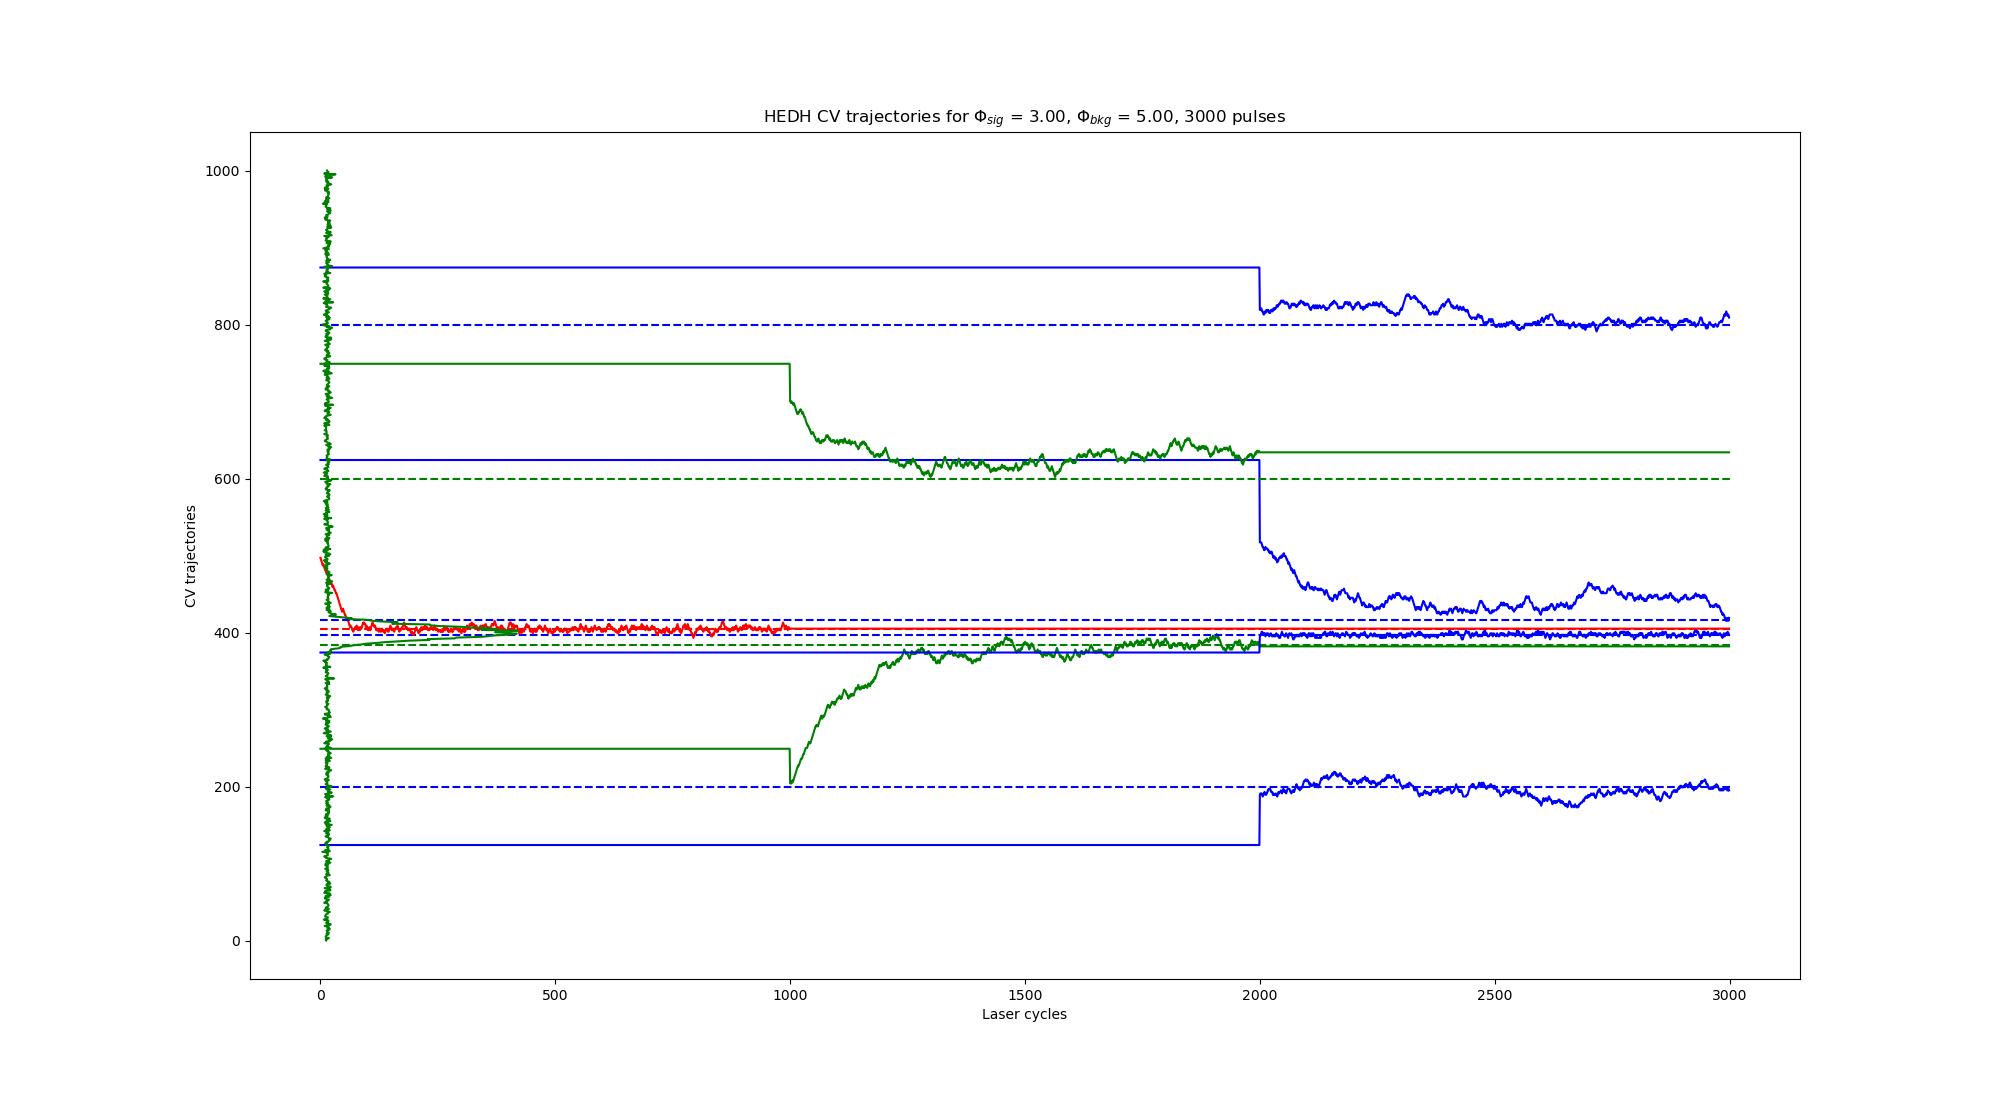 HEDH CV trajectories for Φsig = 3.00, Φbkg = 5.00, 3000 pulses
1000
800
600
400
200
0
CV trajectories
0 500 1000 1500 2000 2500 3000
Laser cycles